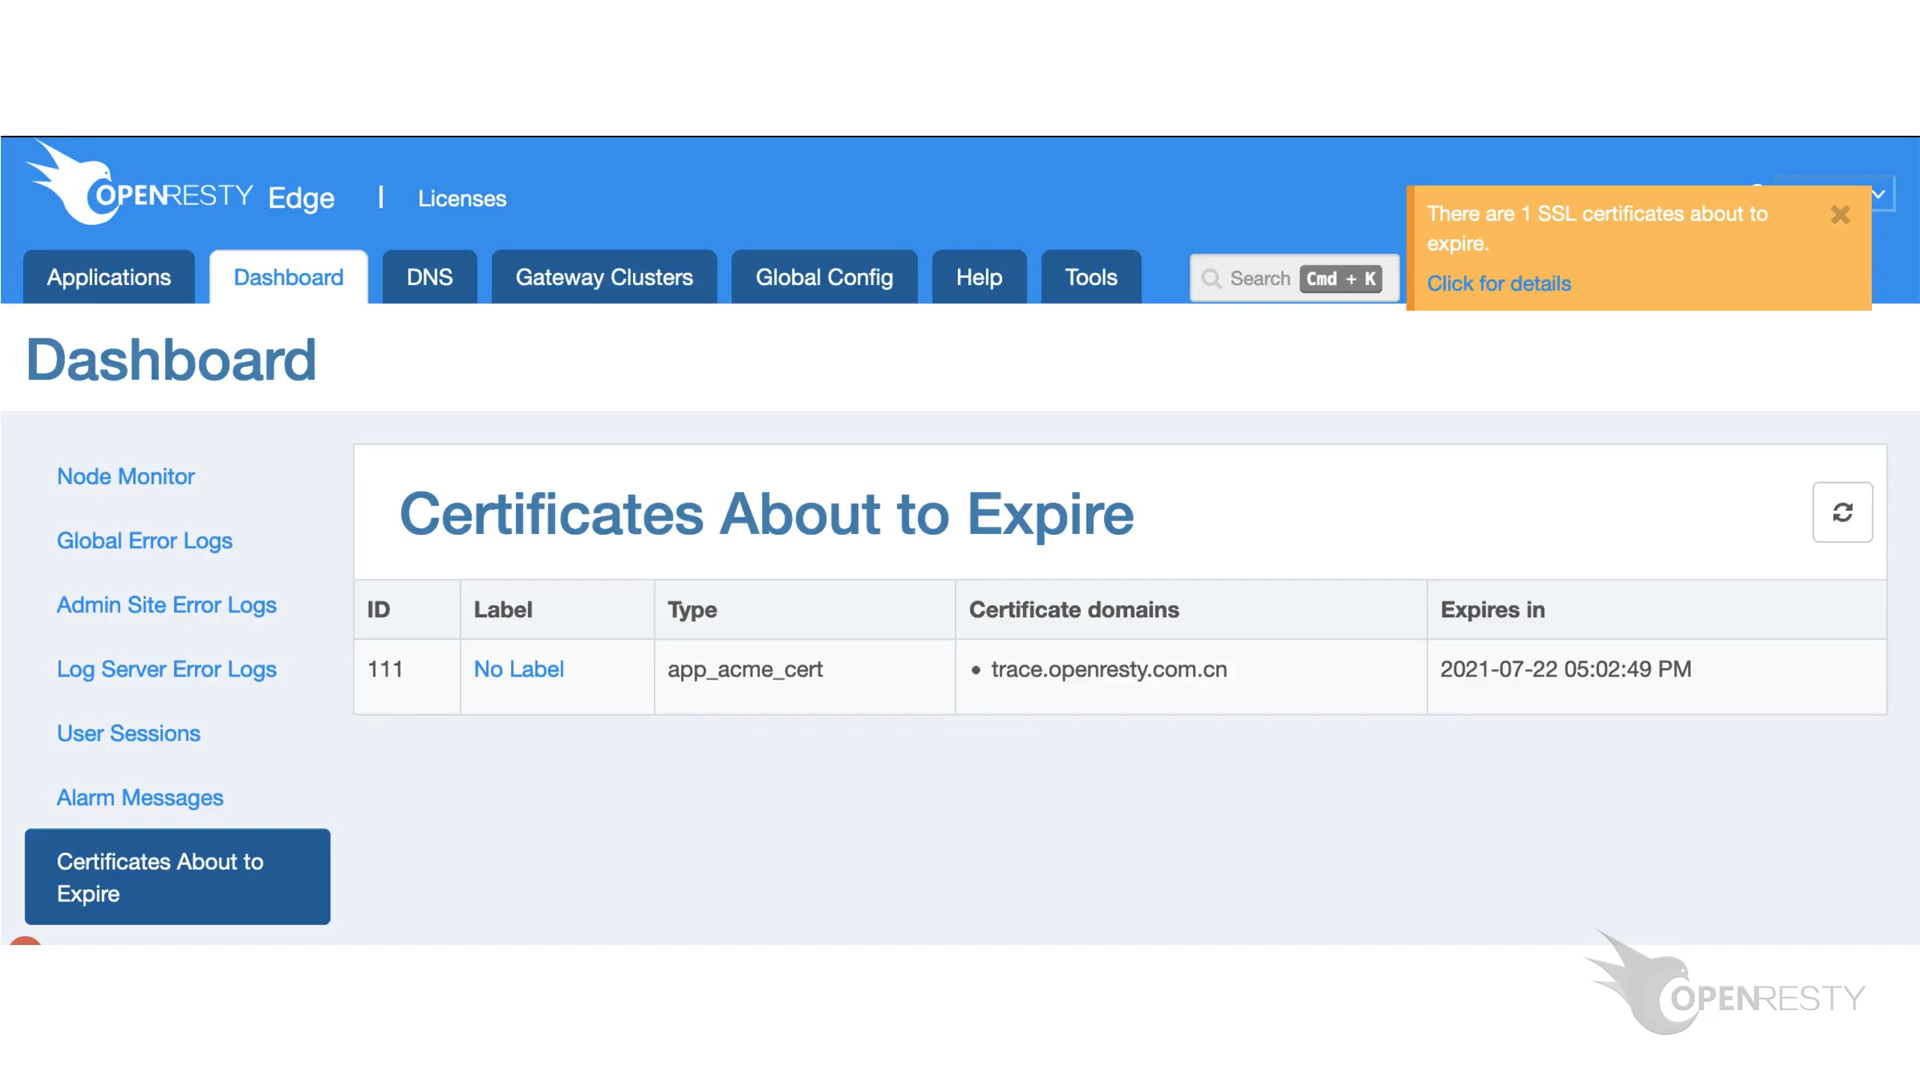 OPENRESTY Edge | Licenses
There are 1 SSL certificates about to
expire.
Click for details
Applications Dashboard DNS Gateway Clusters Global Config Help Tools Search Cmd + K
Dashboard
Node Monitor
Global Error Logs
Admin Site Error Logs
Log Server Error Logs
User Sessions
Alarm Messages
Certificates About to
Expire
Certificates About to Expire
ID Label Type Certificate domains Expires in
111 No Label app_acme_cert • trace.openresty.com.cn 2021-07-22 05:02:49 PM
OPENRESTY